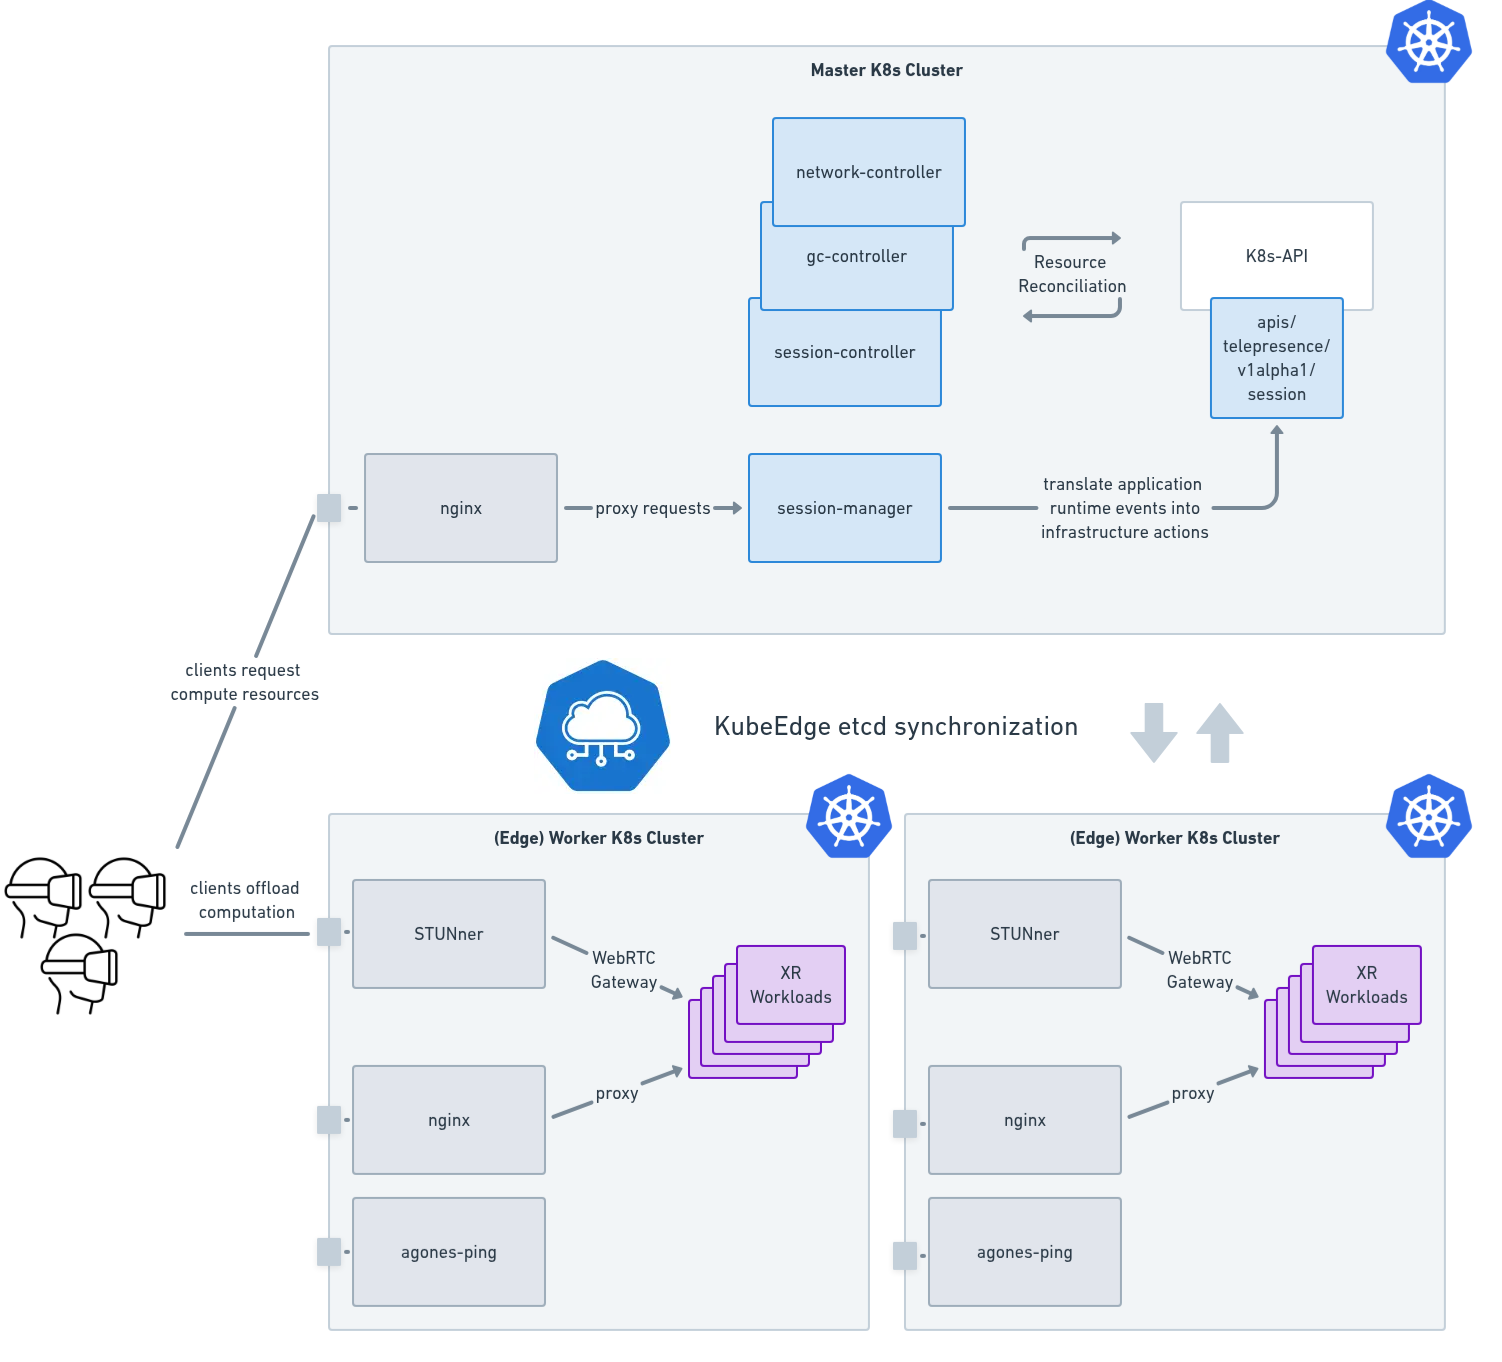 Master K8s Cluster
network-controller
gc-controller
session-controller
Resource
Reconciliation
K8s-API
apis/
telepresence/
v1alpha1/
session
nginx
proxy requests
session-manager
translate application
runtime events into
infrastructure actions
clients request
compute resources
KubeEdge etcd synchronization
clients offload
computation
(Edge) Worker K8s Cluster
STUNner
WebRTC
Gateway
XR
Workloads
nginx
proxy
agones-ping
(Edge) Worker K8s Cluster
STUNner
WebRTC
Gateway
XR
Workloads
nginx
proxy
agones-ping